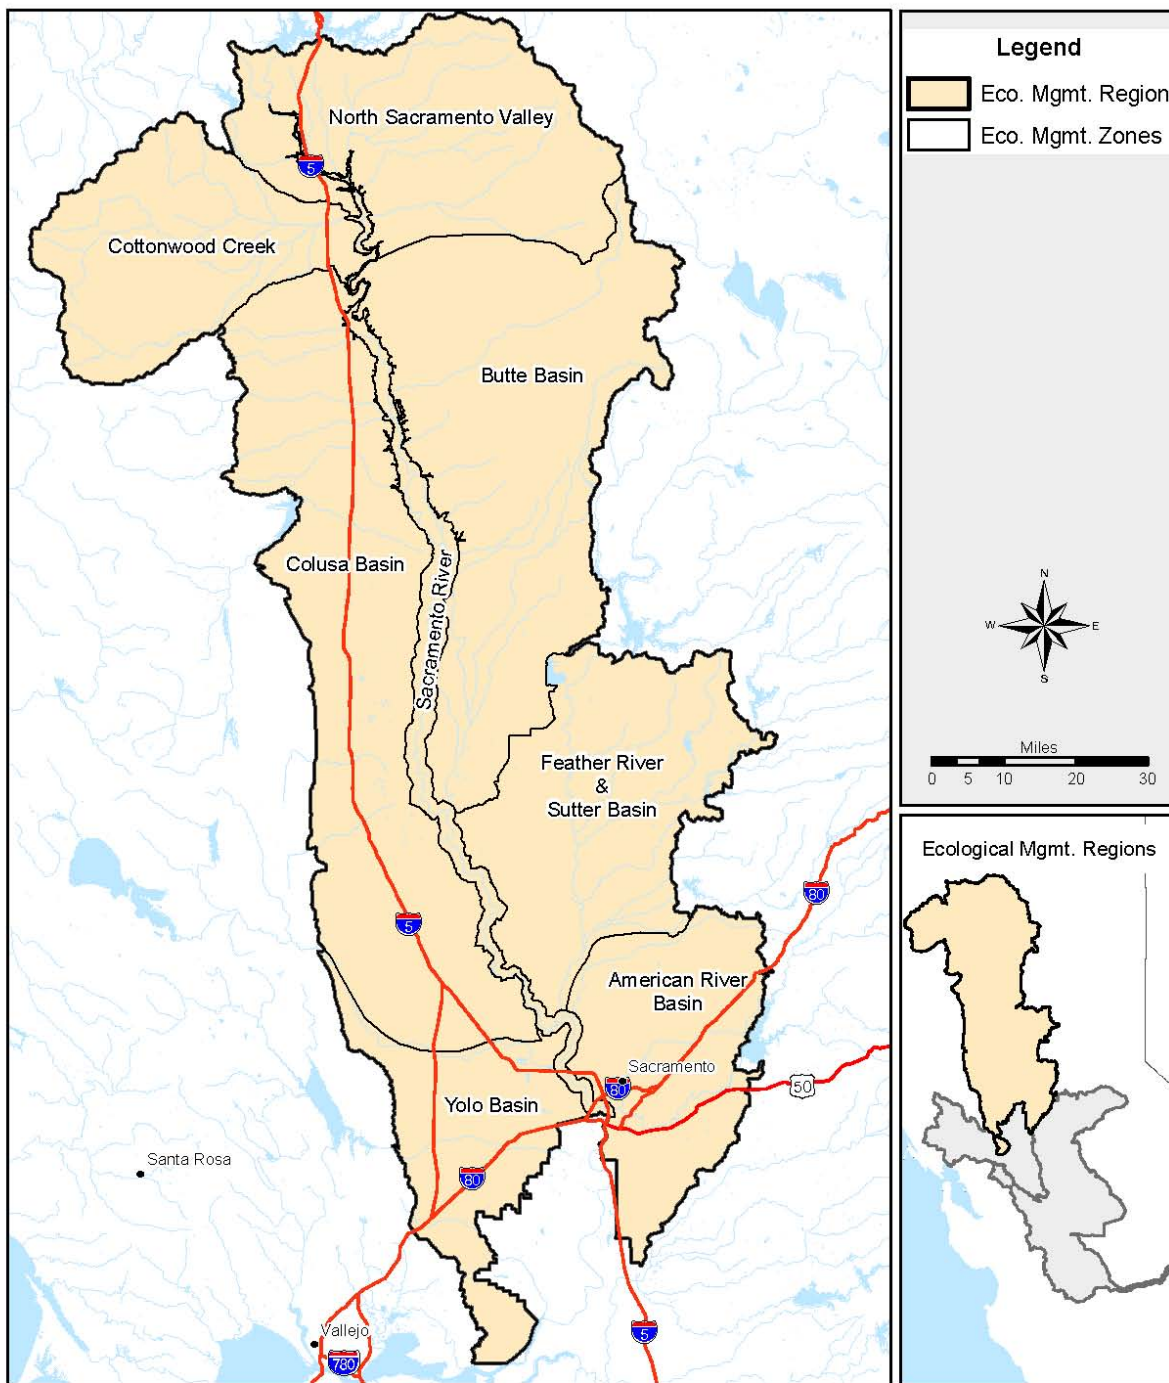 North Sacramento Valley
5
Cottonwood Creek
Butte Basin
Colusa Basin
Sacramento River
Feather River
&
Sutter Basin
80
5
American River
Basin
Sacramento
80
50
Yolo Basin
Santa Rosa
80
Vallejo
780
5
Legend
Eco. Mgmt. Region
Eco. Mgmt. Zones
N
W E
S
Miles
0 5 10 20 30
Ecological Mgmt. Regions